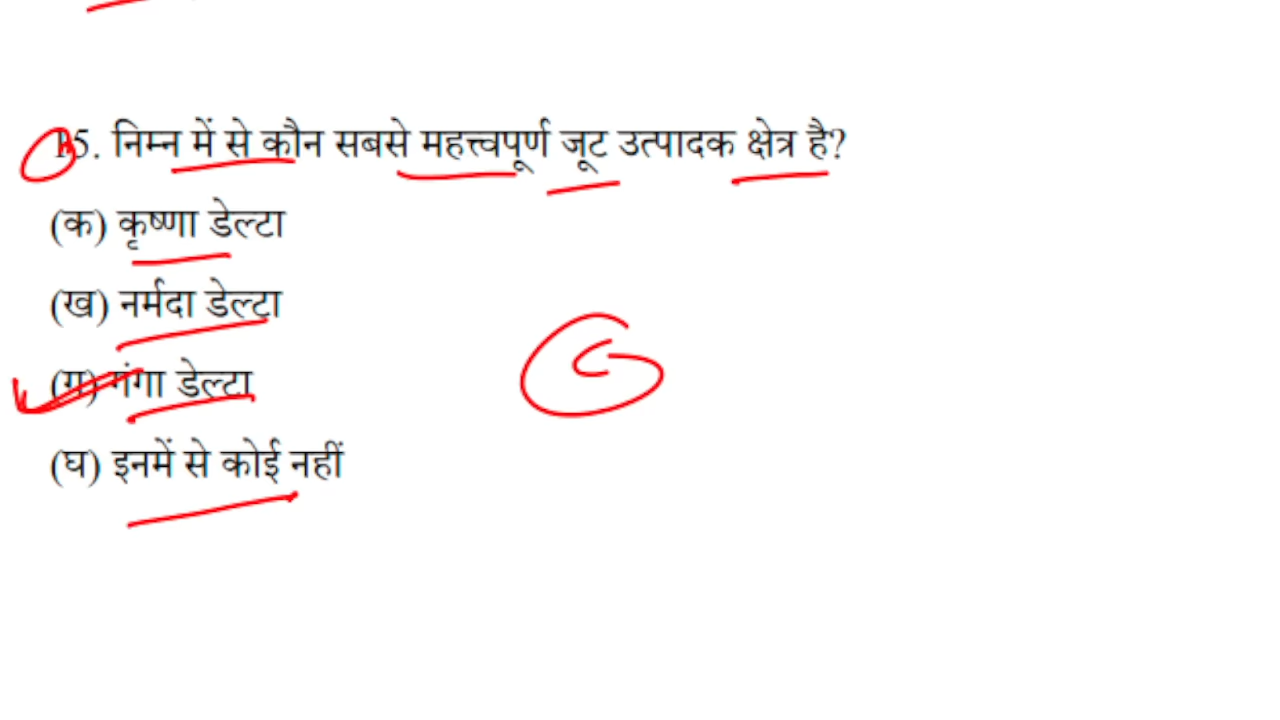 15. निम्न में से कौन सबसे महत्त्वपूर्ण जूट उत्पादक क्षेत्र है?
(क) कृष्णा डेल्टा
(ख) नर्मदा डेल्टा
(ग) गंगा डेल्टा
C
(घ) इनमें से कोई नहीं